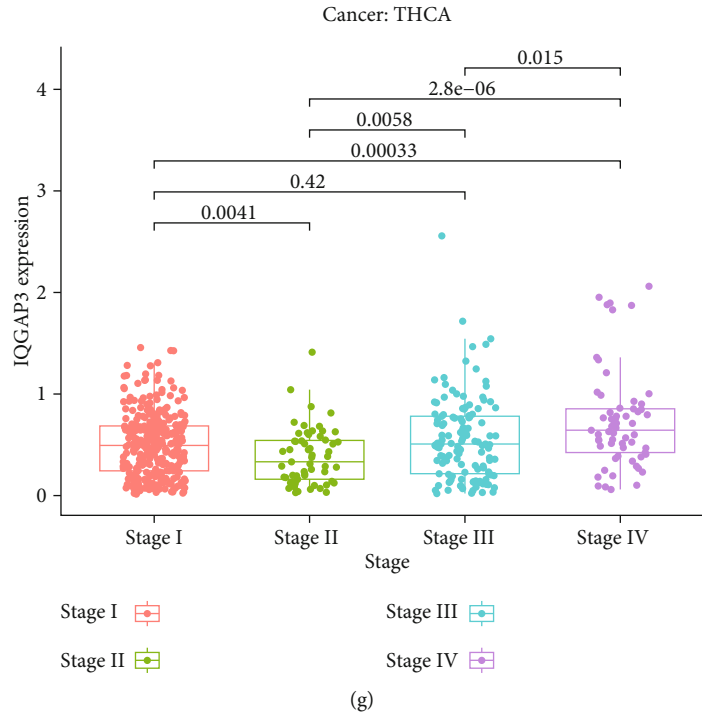 Cancer: THCA
0.015
2.8e−06
0.0058
0.00033
0.42
0.0041
IQGAP3 expression
4
3
2
1
0
Stage I
Stage II
Stage III
Stage IV
Stage
Stage I
Stage III
Stage II
Stage IV
(g)